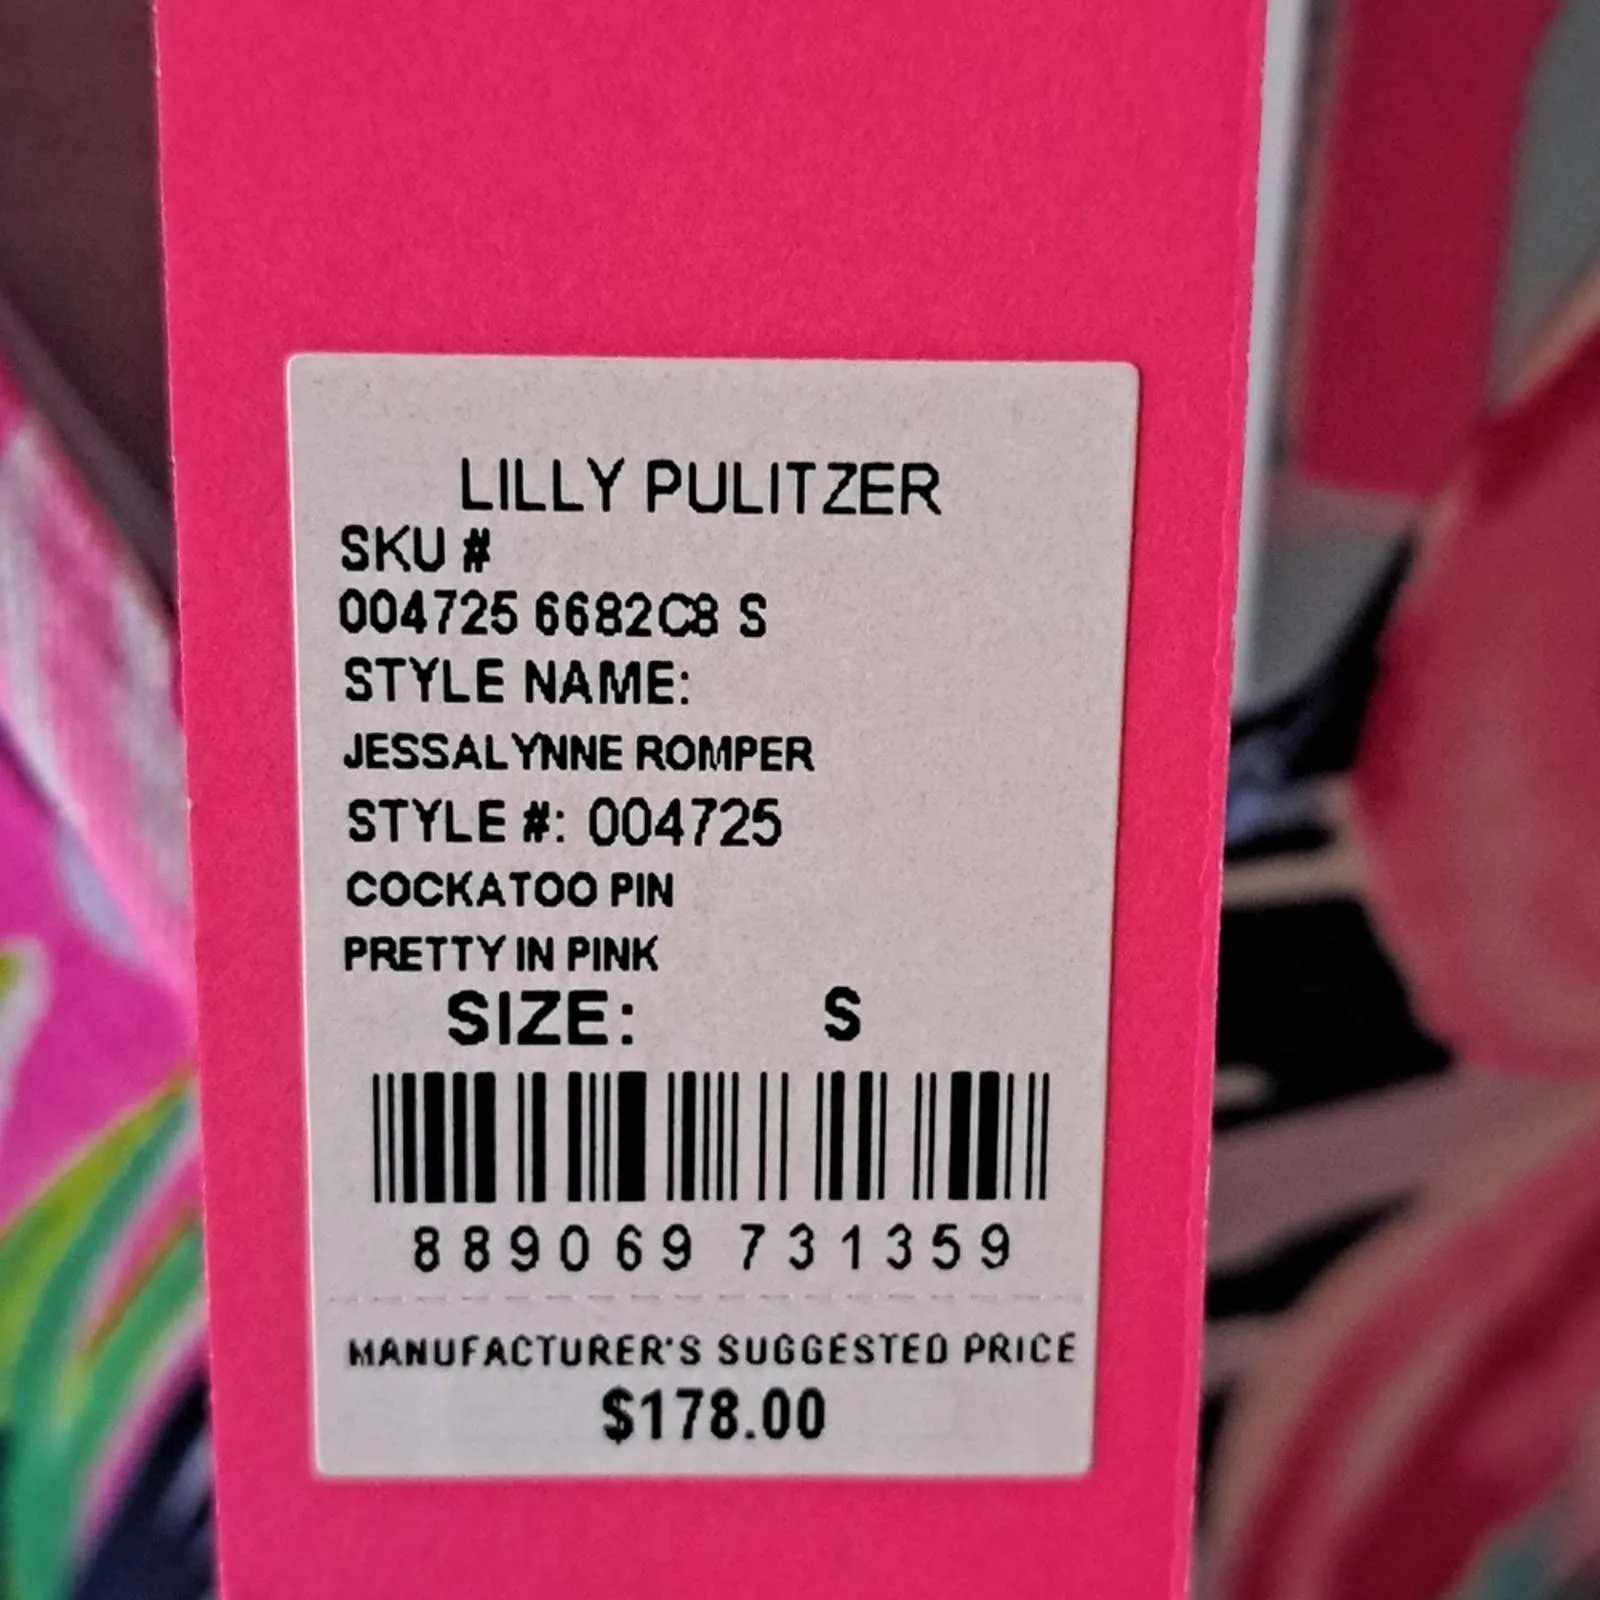 LILLY PULITZER
SKU #
004725 6682C8 S
STYLE NAME:
JESSALYNNE ROMPER
STYLE #: 004725
COCKATOO PIN
PRETTY IN PINK
SIZE: S
889069 731359
MANUFACTURER'S SUGGESTED PRICE
$178.00